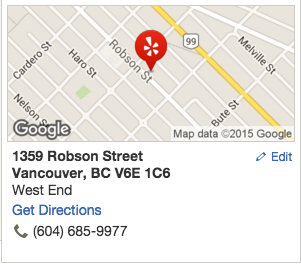 Cardero St
Haro St
Robson St
99
Melville St
Nelson
Bute St
Google
Map data ©2015 Google
1359 Robson Street
Edit
Vancouver, BC V6E 1C6
West End
Get Directions
(604) 685-9977